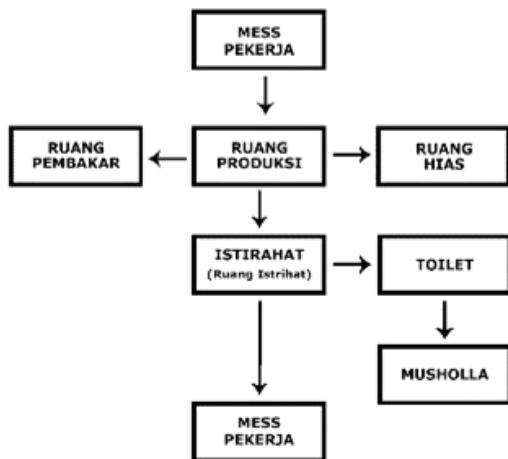 MESS
PEKERJA
RUANG
PEMBAKAR
RUANG
PRODUKSI
RUANG
HIAS
ISTIRAHAT
(Ruang Istrihat)
TOILET
MUSHOLLA
MESS
PEKERJA